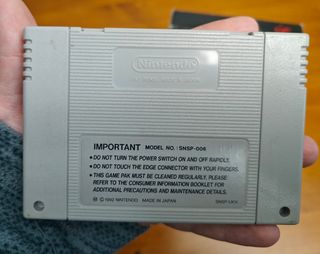 Nintendo
IMPORTANT MODEL NO.: SNSP-006
• DO NOT TURN THE POWER SWITCH ON AND OFF RAPIDLY.
• DO NOT TOUCH THE EDGE CONNECTOR WITH YOUR FINGERS.
• THIS GAME PAK MUST BE CLEANED REGULARLY. PLEASE
REFER TO THE CONSUMER INFORMATION BOOKLET FOR
ADDITIONAL PRECAUTIONS AND MAINTENANCE DETAILS.
© 1992 NINTENDO MADE IN JAPAN SNSP-UKV